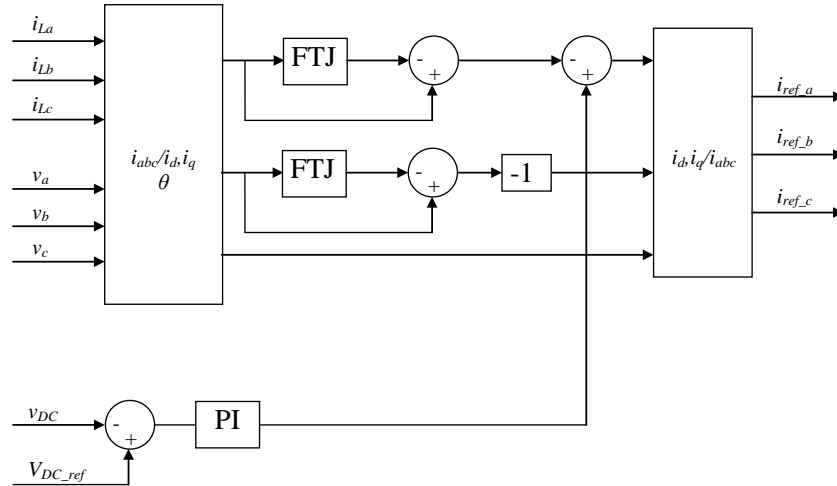 i_La
i_Lb
i_Lc
v_a
v_b
v_c
i_abc/i_d,i_q
θ
FTJ
-
+
-
+
FTJ
-
+
-1
i_d,i_q/i_abc
i_ref_a
i_ref_b
i_ref_c
v_DC
-
+
PI
V_DC_ref